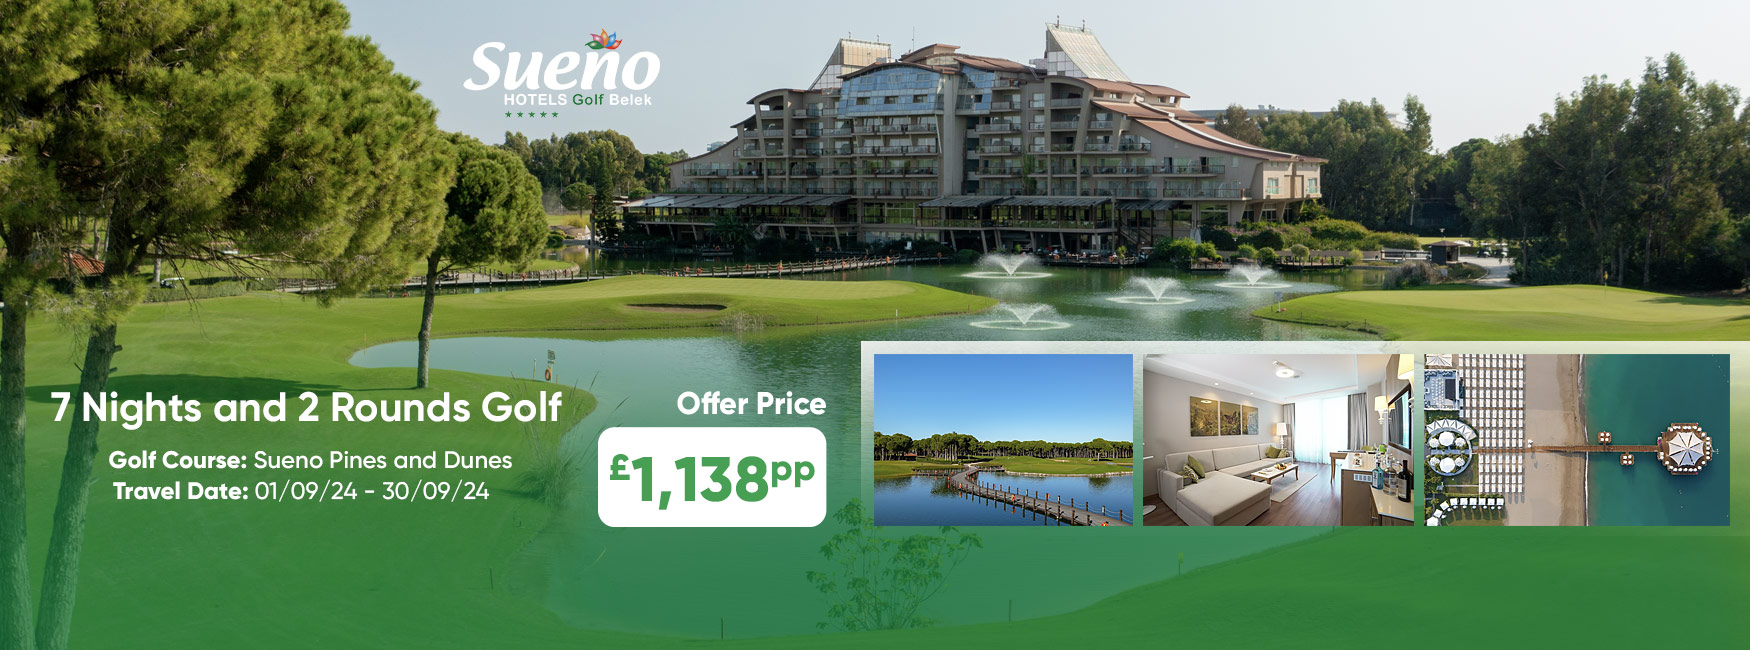 Sueno
HOTELS Golf Belek
★★★★★
7 Nights and 2 Rounds Golf
Golf Course: Sueno Pines and Dunes
Travel Date: 01/09/24 - 30/09/24
Offer Price
£1,138pp